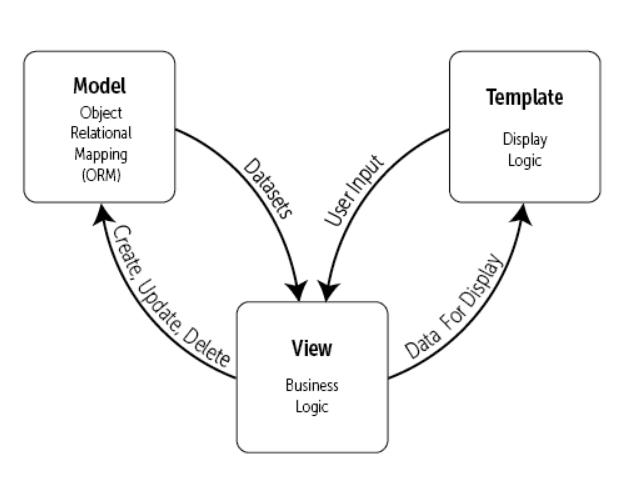 Model
Object
Relational
Mapping
(ORM)
Template
Display
Logic
Datasets
User Input
Create, Update, Delete
Data For Display
View
Business
Logic